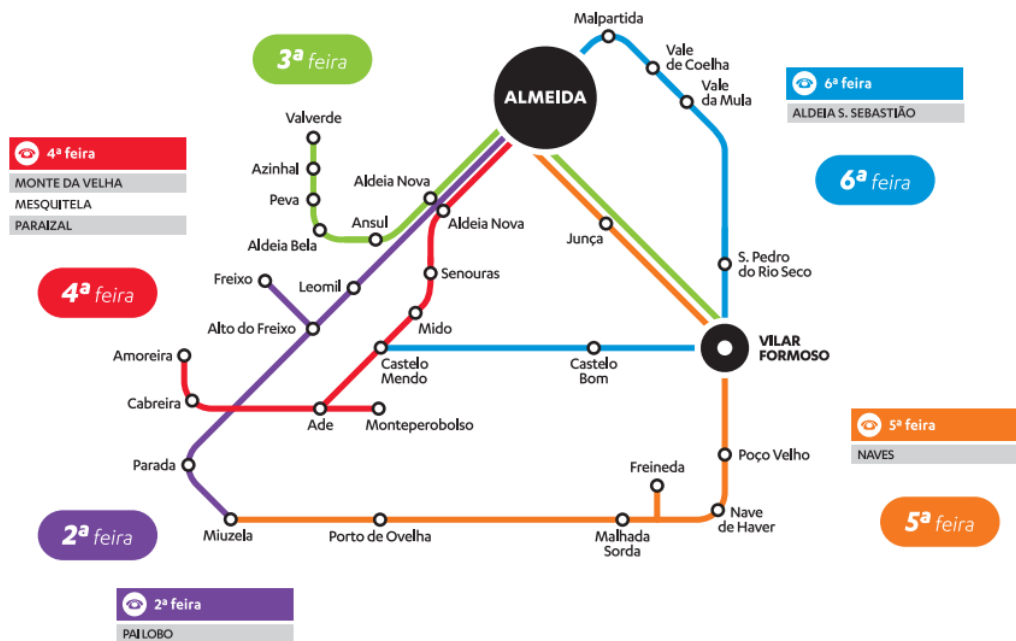 Malpartida
3ª feira
Vale
de Coelha
6ª feira
ALDEIA S. SEBASTIÃO
ALMEIDA
Vale
da Mula
Valverde
4ª feira
MONTE DA VELHA
MESQUITELA
PARAIZAL
Azinhal
Aldeia Nova
6ª feira
Peva
Ansul
Aldeia Nova
Junça
Aldeia Bela
S. Pedro
do Rio Seco
4ª feira
Freixo
Leomil
Senouras
Alto do Freixo
Mido
VILAR
FORMOSO
Amoreira
Castelo
Mendo
Castelo
Bom
Cabreira
Ade
Monteperobolso
5ª feira
NAVES
Parada
Freineda
Poço Velho
2ª feira
Miuzela
Porto de Ovelha
Malhada
Sorda
Nave
de Haver
5ª feira
2ª feira
PAI LOBO